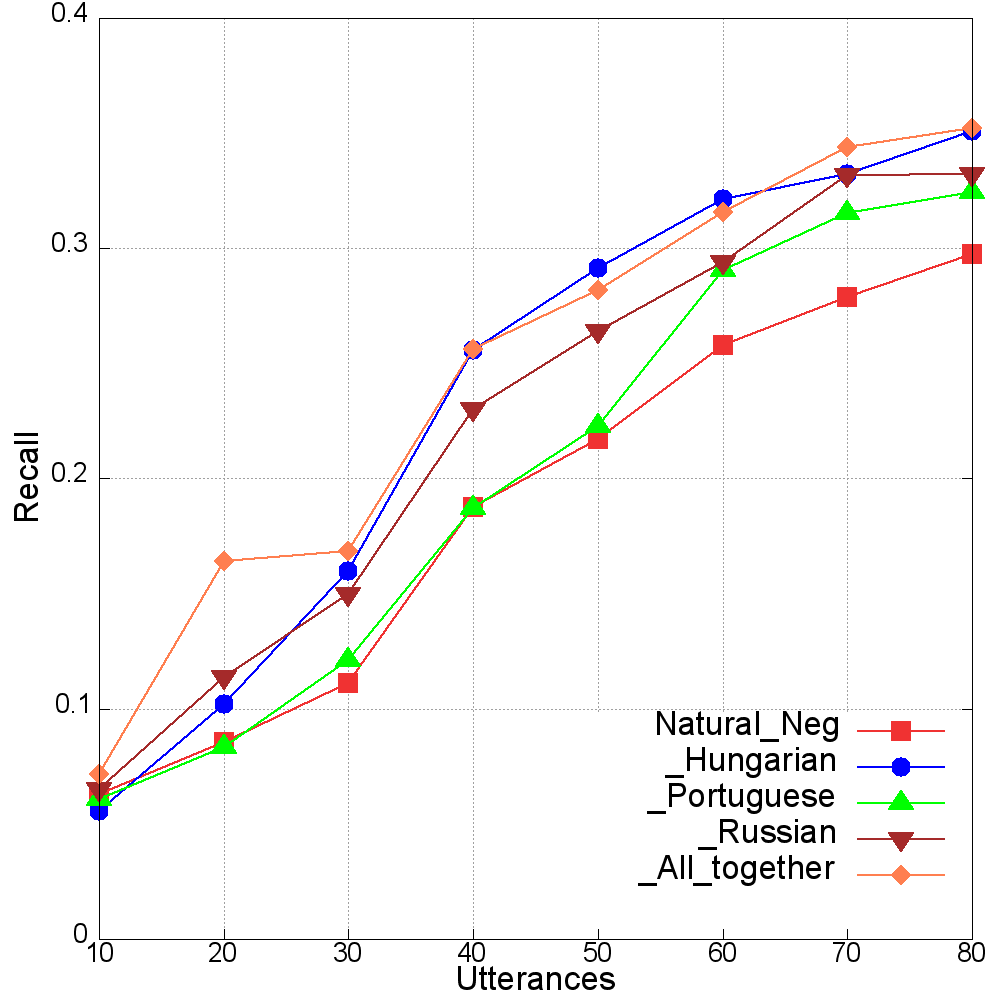 0.4
0.3
0.2
0.1
0
Recall
10 20 30 40 50 60 70 80
Utterances
Natural_Neg
_Hungarian
_Portuguese
_Russian
_All_together